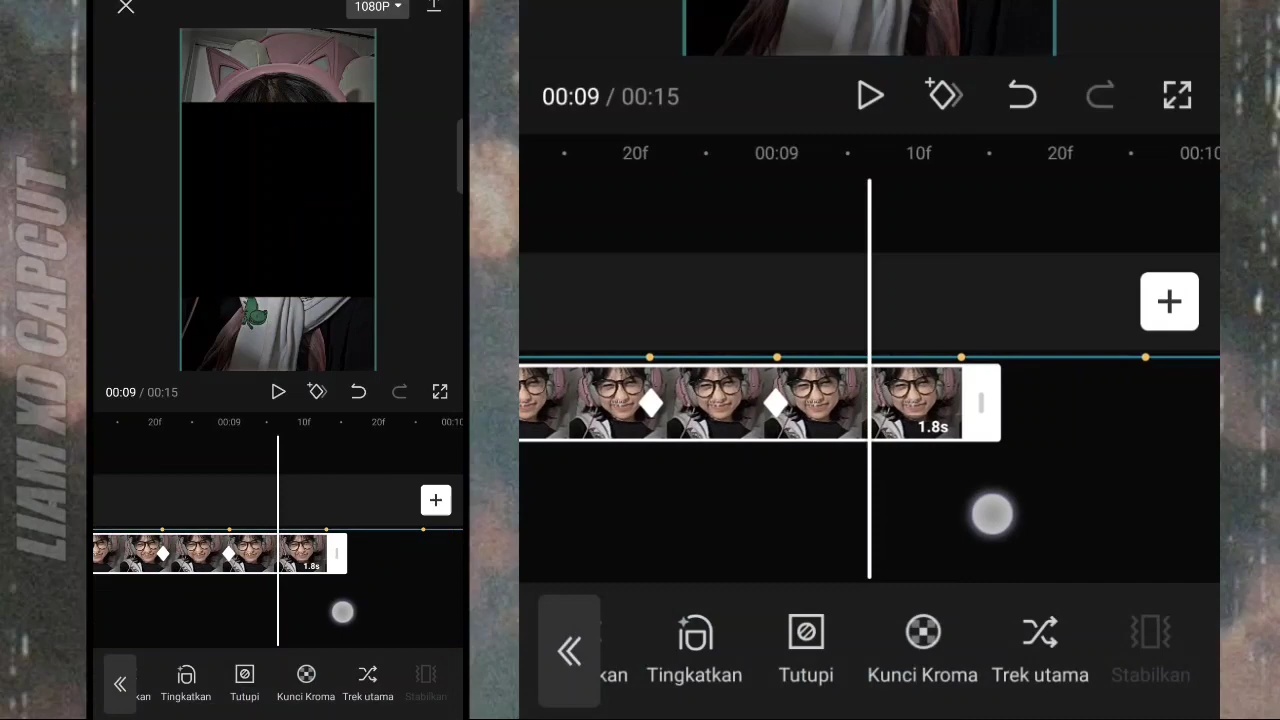 LIAM XD CAPCUT
1080P
00:09 / 00:15
20f
00:09
10f
20f
00:10
1.8s
kan
Tingkatkan
Tutupi
Kunci Kroma
Trek utama
Stabilkan
00:09 / 00:15
20f
00:09
10f
20f
00:10
1.8s
kan
Tingkatkan
Tutupi
Kunci Kroma
Trek utama
Stabilkan